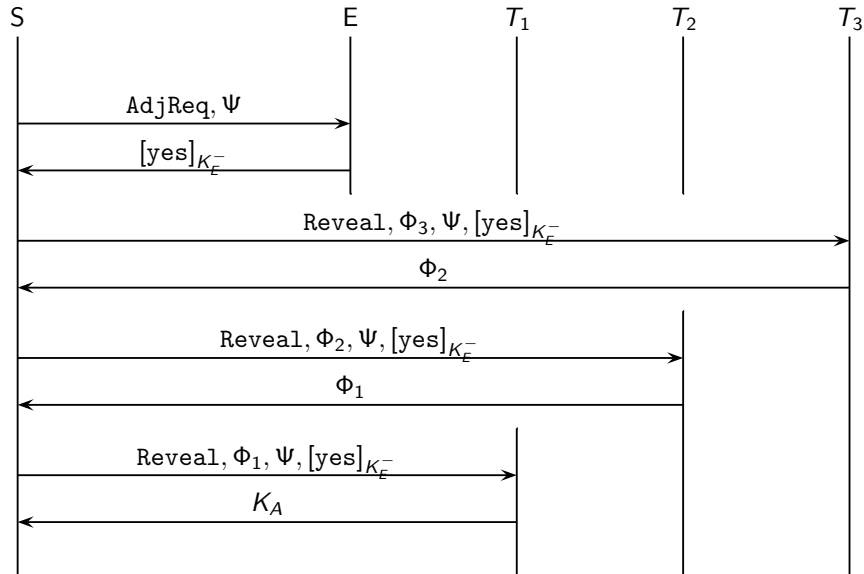 S E T₁ T₂ T₃
AdjReq, Ψ
[yes]_{K_E^-}
Reveal, Φ₃, Ψ, [yes]_{K_E^-}
Φ₂
Reveal, Φ₂, Ψ, [yes]_{K_E^-}
Φ₁
Reveal, Φ₁, Ψ, [yes]_{K_E^-}
K_A